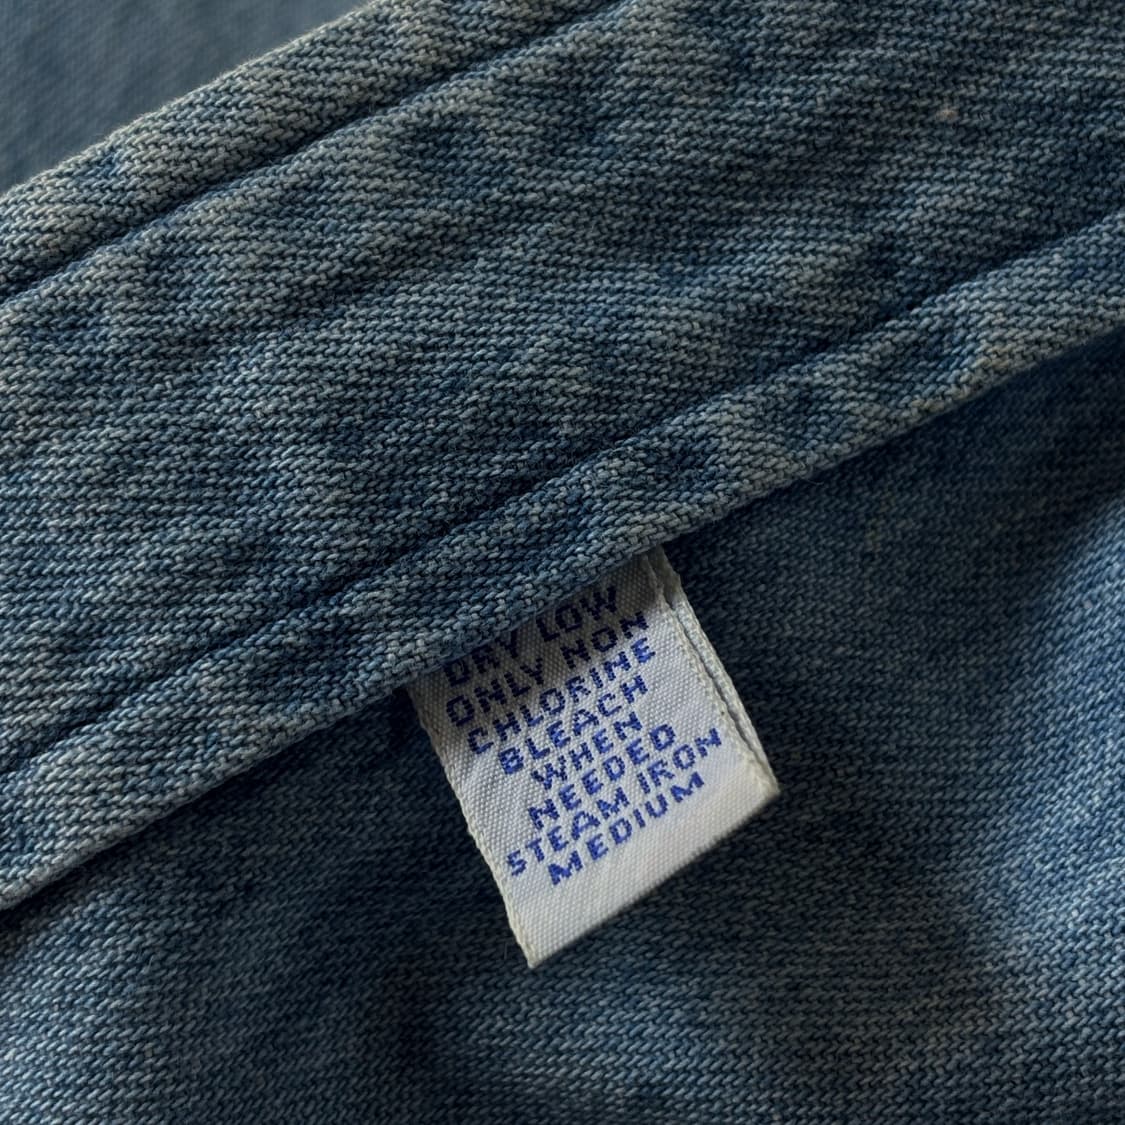 DRY LOW
ONLY NON
CHLORINE
BLEACH
WHEN
NEEDED
STEAM IRON
MEDIUM